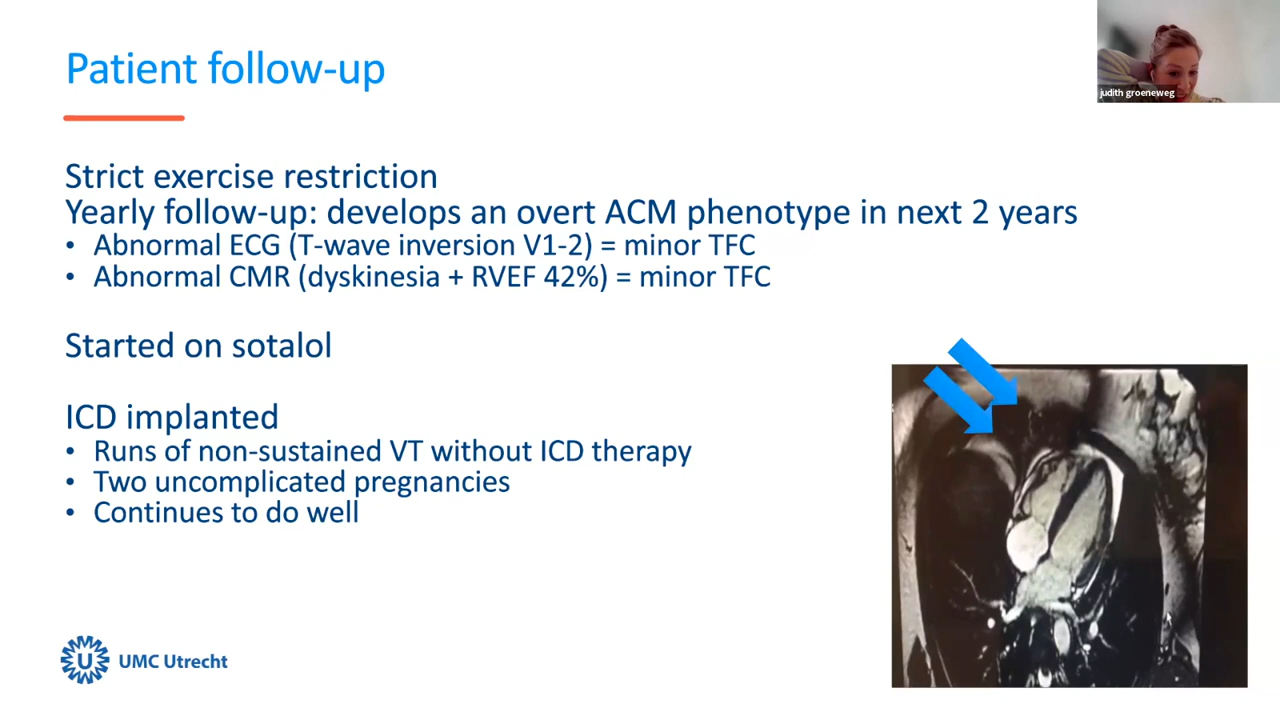 Patient follow-up
judith groeneweg
Strict exercise restriction
Yearly follow-up: develops an overt ACM phenotype in next 2 years
• Abnormal ECG (T-wave inversion V1-2) = minor TFC
• Abnormal CMR (dyskinesia + RVEF 42%) = minor TFC
Started on sotalol
ICD implanted
• Runs of non-sustained VT without ICD therapy
• Two uncomplicated pregnancies
• Continues to do well
U UMC Utrecht